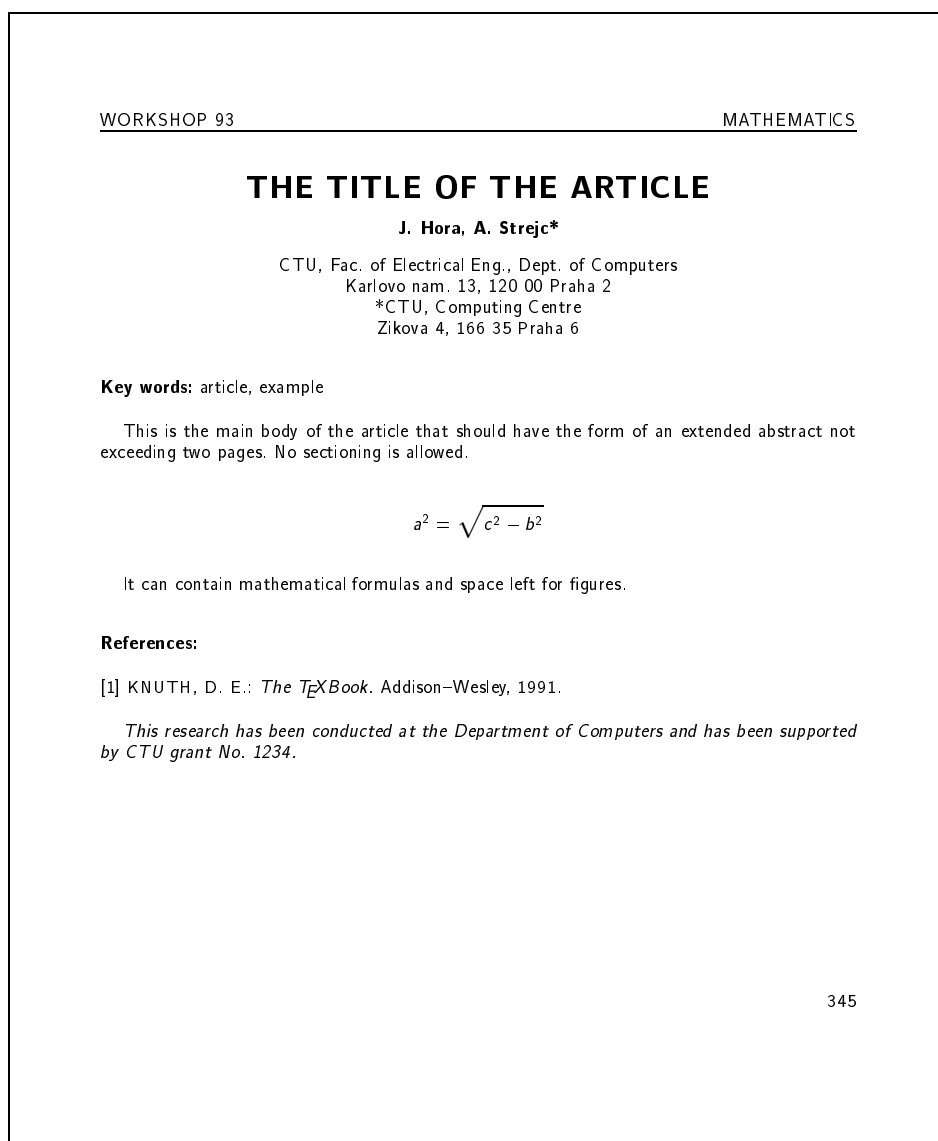 WORKSHOP 93 MATHEMATICS
THE TITLE OF THE ARTICLE
J. Hora, A. Strejc*
CTU, Fac. of Electrical Eng., Dept. of Computers
Karlovo nam. 13, 120 00 Praha 2
*CTU, Computing Centre
Zikova 4, 166 35 Praha 6
Key words: article, example
This is the main body of the article that should have the form of an extended abstract not
exceeding two pages. No sectioning is allowed.
a² = √(c² − b²)
It can contain mathematical formulas and space left for figures.
References:
[1] KNUTH, D. E.: The TEXBook. Addison–Wesley, 1991.
This research has been conducted at the Department of Computers and has been supported
by CTU grant No. 1234.
345